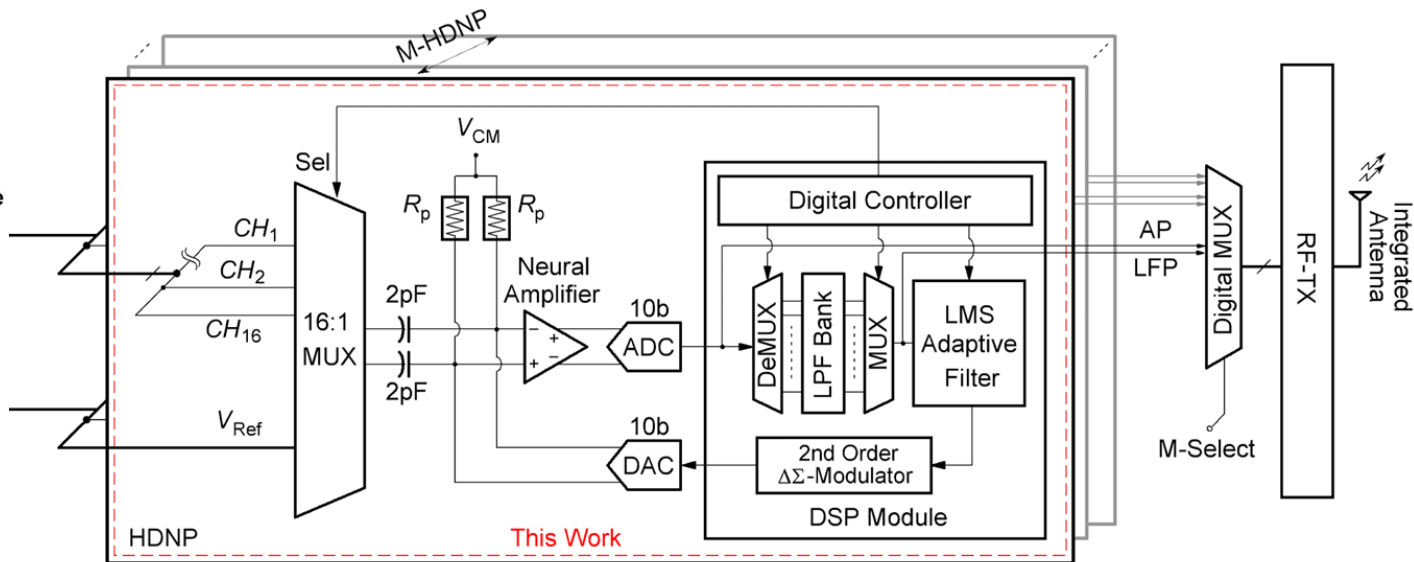 M-HDNP
V_CM
Sel
R_p
R_p
Digital Controller
CH_1
CH_2
CH_16
Neural
Amplifier
2pF
16:1
MUX
2pF
10b
ADC
DeMUX
LPF Bank
MUX
LMS
Adaptive
Filter
AP
LFP
Digital MUX
RF-TX
Integrated
Antenna
V_Ref
10b
DAC
2nd Order
ΔΣ-Modulator
M-Select
DSP Module
HDNP
This Work
e